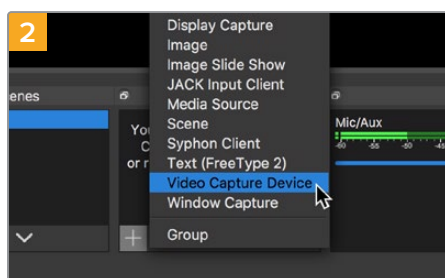 2
Display Capture
Image
Image Slide Show
JACK Input Client
Media Source
Scene
Syphon Client
Text (FreeType 2)
Video Capture Device
Window Capture
Group
enes
You
C
or r
Mic/Aux
-60 -55 -50 -45